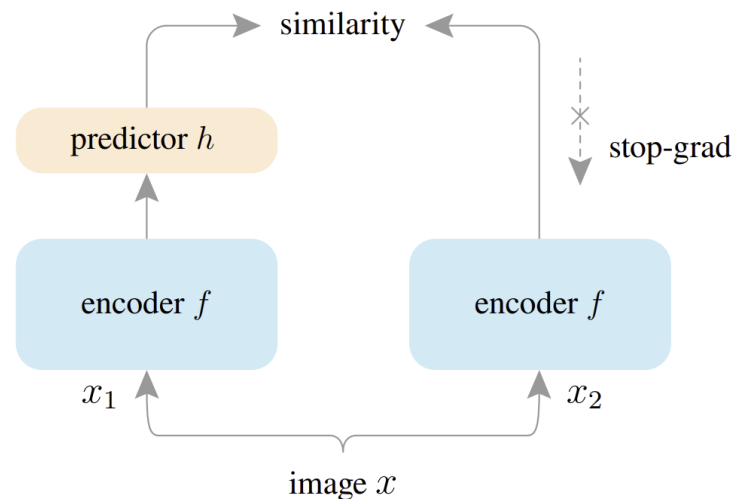 similarity
predictor h
stop-grad
encoder f
encoder f
x₁
x₂
image x